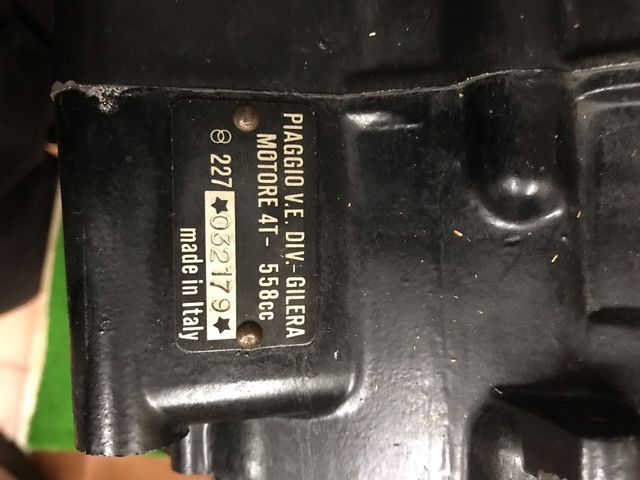 PIAGGIO V.E. DIV.-GILERA
MOTORE 4T- 558cc
227 ★032179★
made in Italy